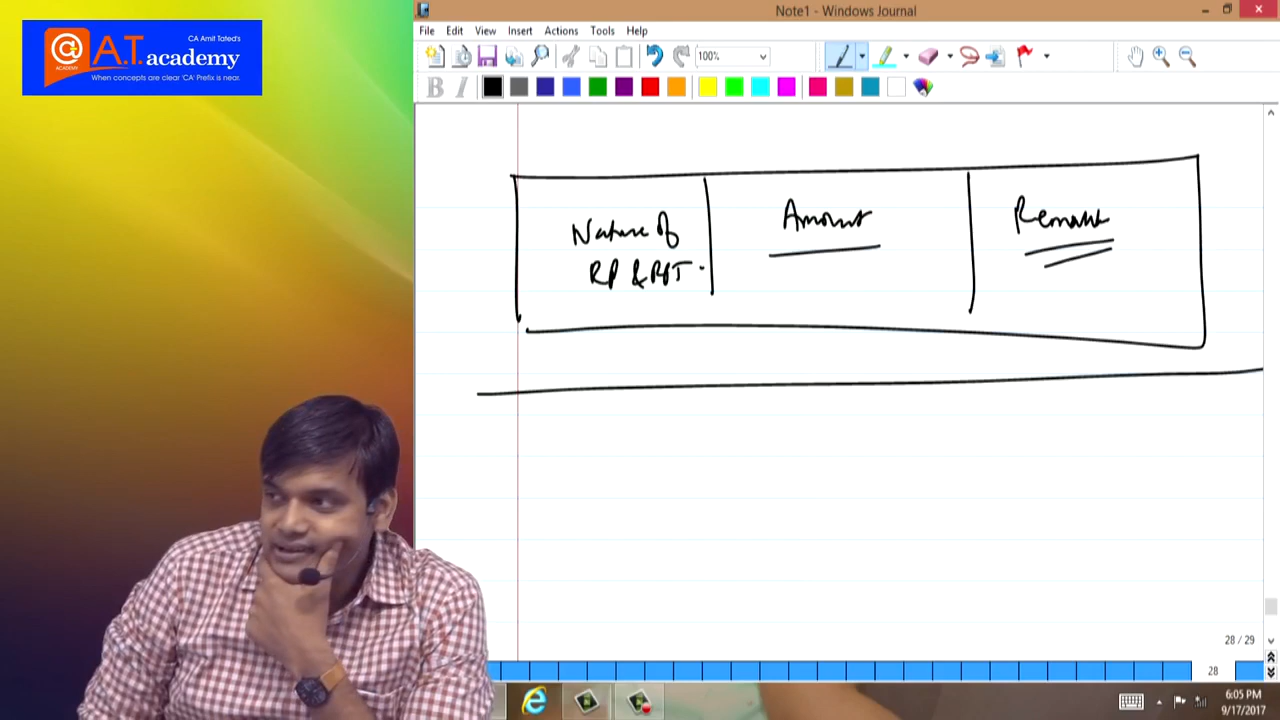 CA Amit Tated's
@ A.T. academy
ACADEMY
When concepts are clear 'CA' Prefix is near.
Note1 - Windows Journal
File Edit View Insert Actions Tools Help
100%
B I
Nature of
RP & RPT.
Amount
Remark
28 / 29
28
6:05 PM
9/17/2017